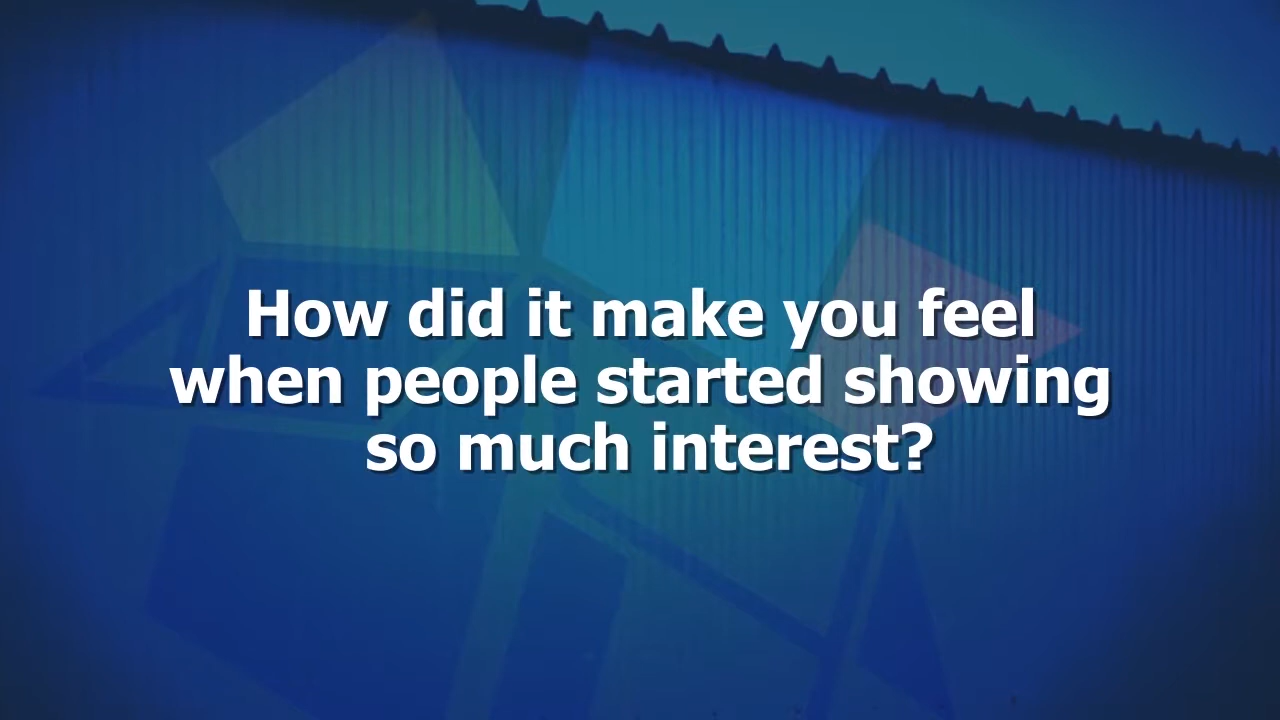 How did it make you feel
when people started showing
so much interest?